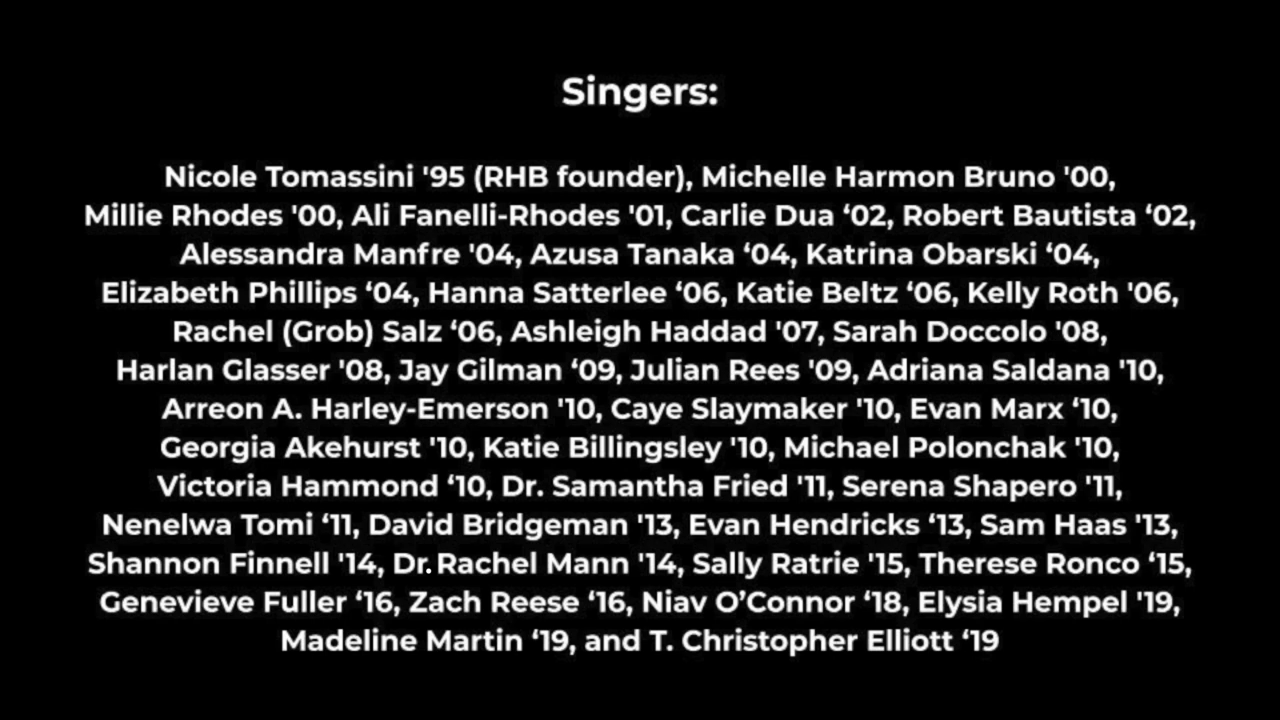 Singers:
Nicole Tomassini '95 (RHB founder), Michelle Harmon Bruno '00,
Millie Rhodes '00, Ali Fanelli-Rhodes '01, Carlie Dua ‘02, Robert Bautista ‘02,
Alessandra Manfre '04, Azusa Tanaka ‘04, Katrina Obarski ‘04,
Elizabeth Phillips ‘04, Hanna Satterlee ‘06, Katie Beltz ‘06, Kelly Roth '06,
Rachel (Grob) Salz ‘06, Ashleigh Haddad '07, Sarah Doccolo '08,
Harlan Glasser '08, Jay Gilman ‘09, Julian Rees '09, Adriana Saldana '10,
Arreon A. Harley-Emerson '10, Caye Slaymaker '10, Evan Marx ‘10,
Georgia Akehurst '10, Katie Billingsley '10, Michael Polonchak '10,
Victoria Hammond ‘10, Dr. Samantha Fried '11, Serena Shapero '11,
Nenelwa Tomi ‘11, David Bridgeman '13, Evan Hendricks ‘13, Sam Haas '13,
Shannon Finnell '14, Dr. Rachel Mann '14, Sally Ratrie '15, Therese Ronco ‘15,
Genevieve Fuller ‘16, Zach Reese ‘16, Niav O’Connor ‘18, Elysia Hempel '19,
Madeline Martin ‘19, and T. Christopher Elliott ‘19